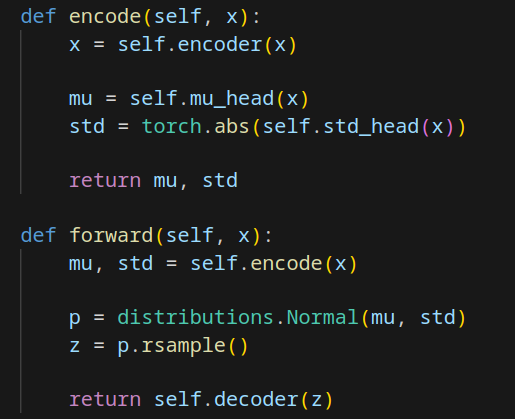 def encode(self, x):
    x = self.encoder(x)

    mu = self.mu_head(x)
    std = torch.abs(self.std_head(x))

    return mu, std

def forward(self, x):
    mu, std = self.encode(x)

    p = distributions.Normal(mu, std)
    z = p.rsample()

    return self.decoder(z)